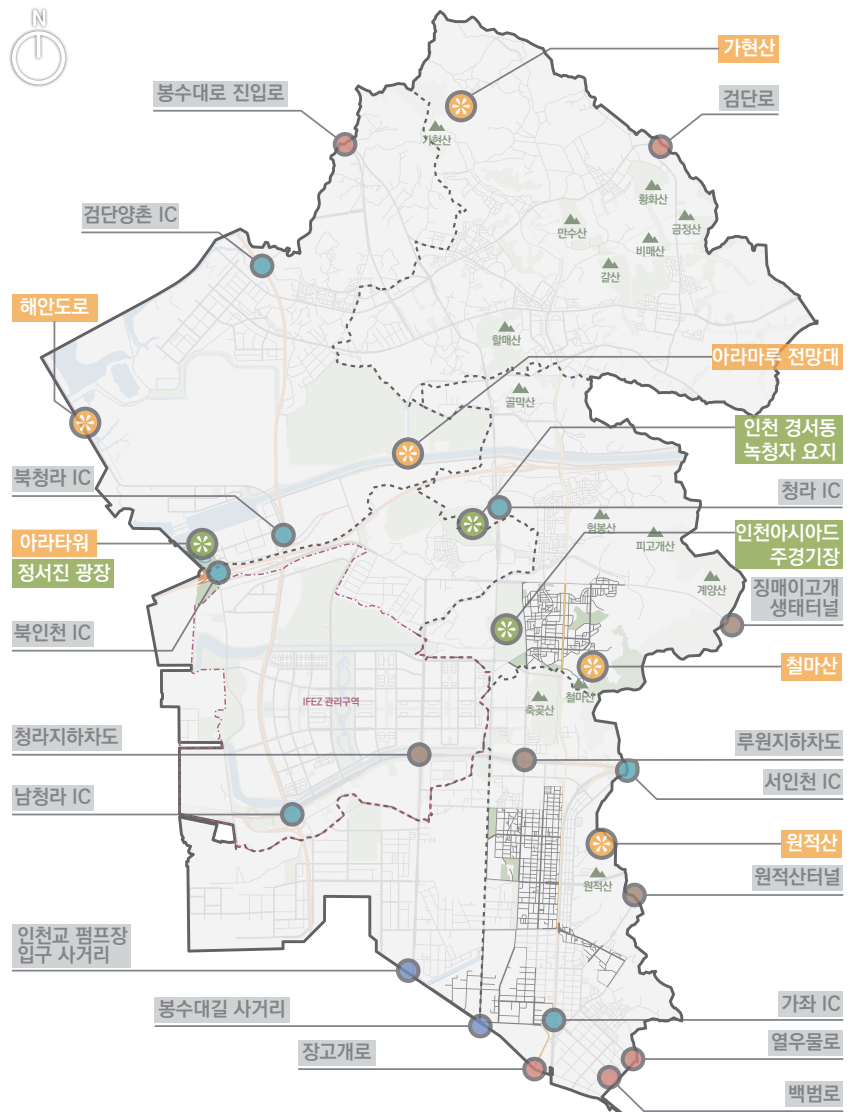 N
가현산
봉수대로 진입로
검단로
가현산
황화산
금정산
검단양촌 IC
만수산
비매산
갈산
해안도로
할매산
아라마루 전망대
골막산
인천 경서동
녹청자 요지
북청라 IC
청라 IC
험봉산
아라타워
정서진 광장
인천아시아드
주경기장
피고개산
계양산
징매이고개
생태터널
북인천 IC
철마산
철마산
축곶산
IFEZ 관리구역
청라지하차도
루원지하차도
서인천 IC
남청라 IC
원적산
원적산
원적산터널
인천교 펌프장
입구 사거리
봉수대길 사거리
가좌 IC
장고개로
열우물로
백범로